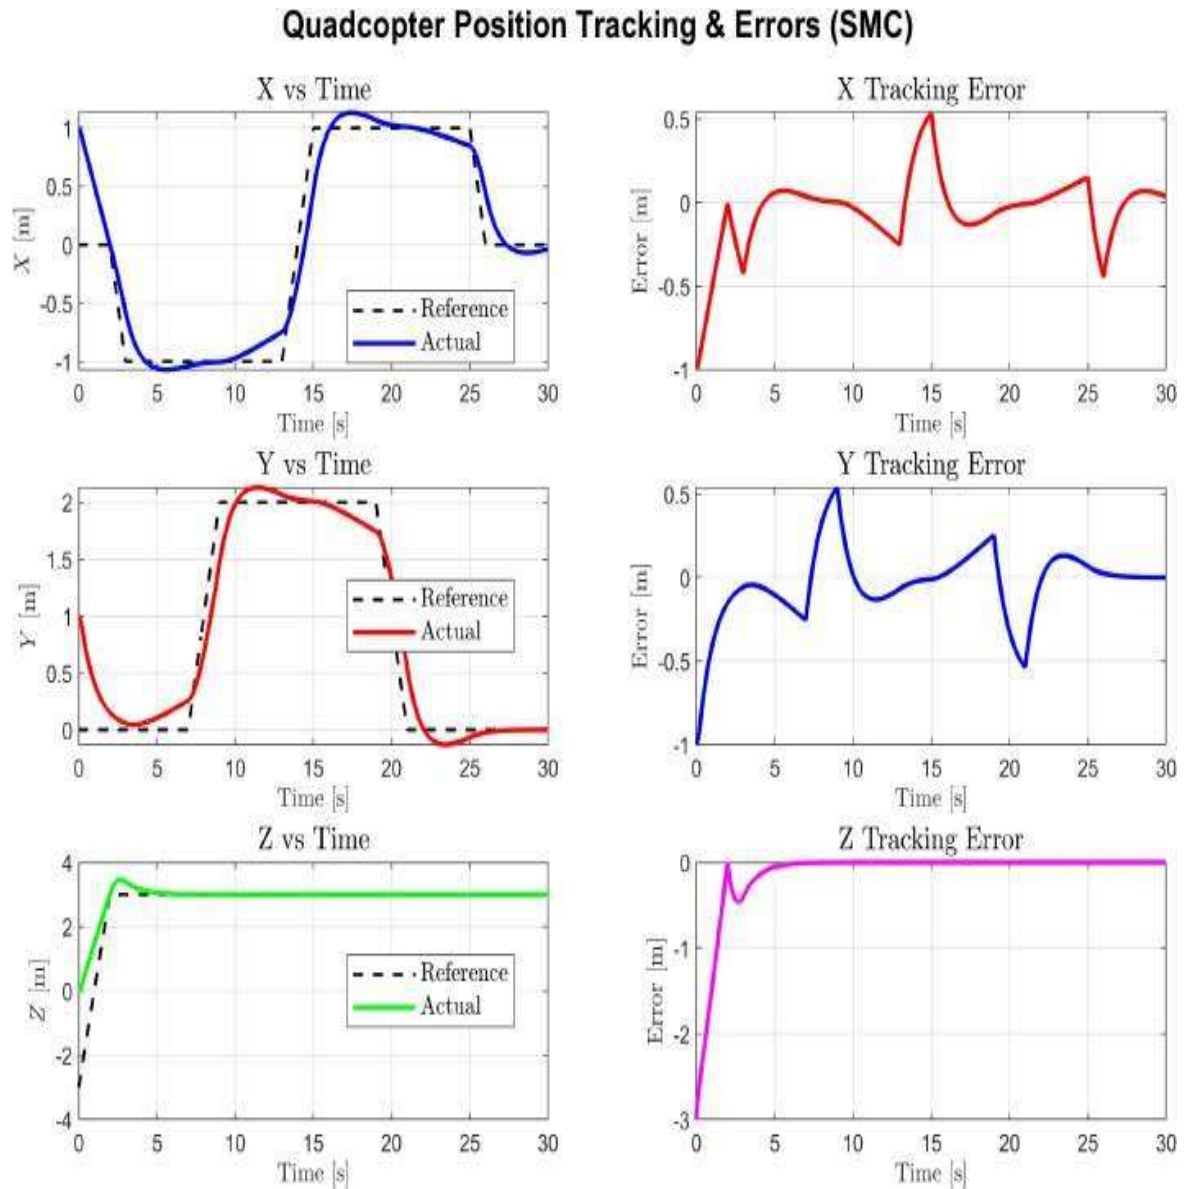 Quadcopter Position Tracking & Errors (SMC)
X vs Time
1
0.5
0
-0.5
-1
X [m]
Reference
Actual
0 5 10 15 20 25 30
Time [s]
X Tracking Error
0.5
0
-0.5
-1
Error [m]
0 5 10 15 20 25 30
Time [s]
Y vs Time
2
1.5
1
0.5
0
Y [m]
Reference
Actual
0 5 10 15 20 25 30
Time [s]
Y Tracking Error
0.5
0
-0.5
-1
Error [m]
0 5 10 15 20 25 30
Time [s]
Z vs Time
4
2
0
-2
-4
Z [m]
Reference
Actual
0 5 10 15 20 25 30
Time [s]
Z Tracking Error
0
-1
-2
-3
Error [m]
0 5 10 15 20 25 30
Time [s]